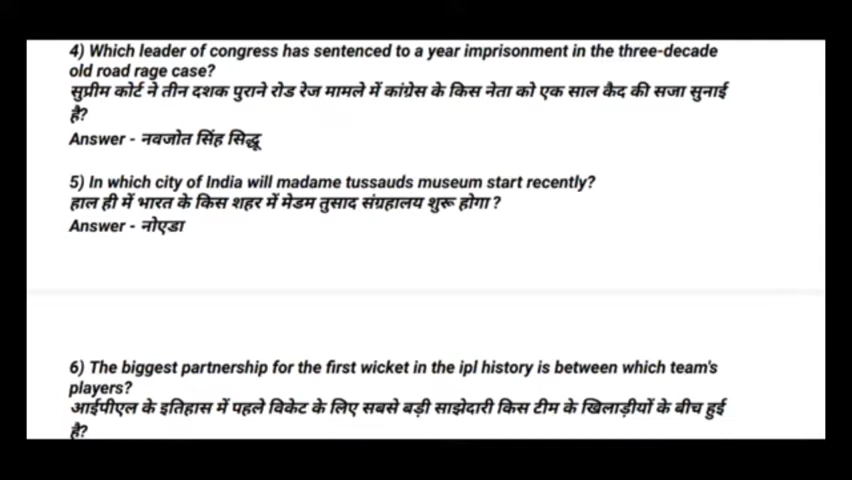 4) Which leader of congress has sentenced to a year imprisonment in the three-decade
old road rage case?
सुप्रीम कोर्ट ने तीन दशक पुराने रोड रेज मामले में कांग्रेस के किस नेता को एक साल कैद की सजा सुनाई
है?
Answer - नवजोत सिंह सिद्धू
5) In which city of India will madame tussauds museum start recently?
हाल ही में भारत के किस शहर में मेडम तुसाद संग्रहालय शुरू होगा ?
Answer - नोएडा
6) The biggest partnership for the first wicket in the ipl history is between which team's
players?
आईपीएल के इतिहास में पहले विकेट के लिए सबसे बड़ी साझेदारी किस टीम के खिलाड़ीयों के बीच हुई
है?